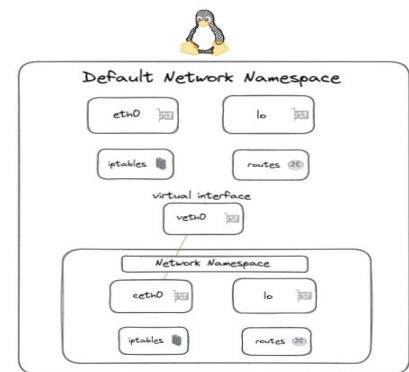 Default Network Namespace
eth0
lo
iptables
routes
virtual interface
veth0
Network Namespace
ceth0
lo
iptables
routes